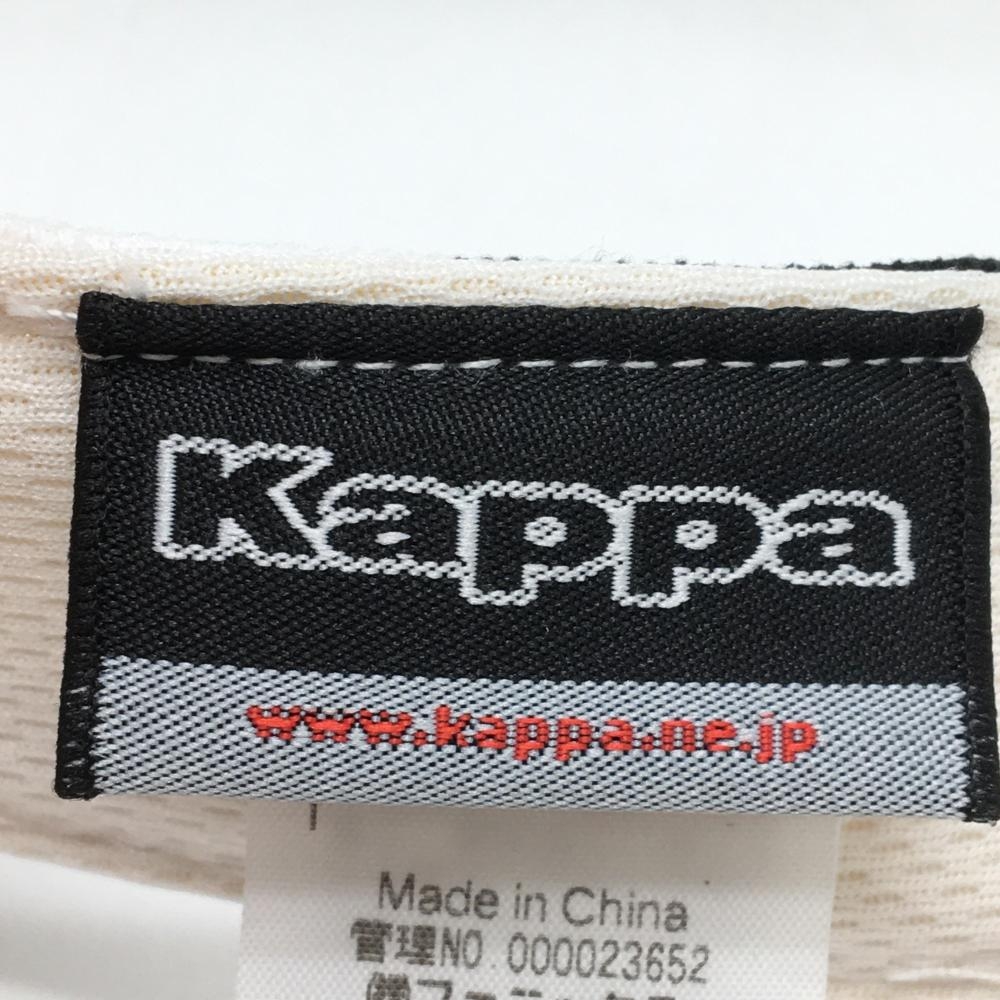 Kappa
www.kappa.ne.jp
Made in China
管理NO.000023652